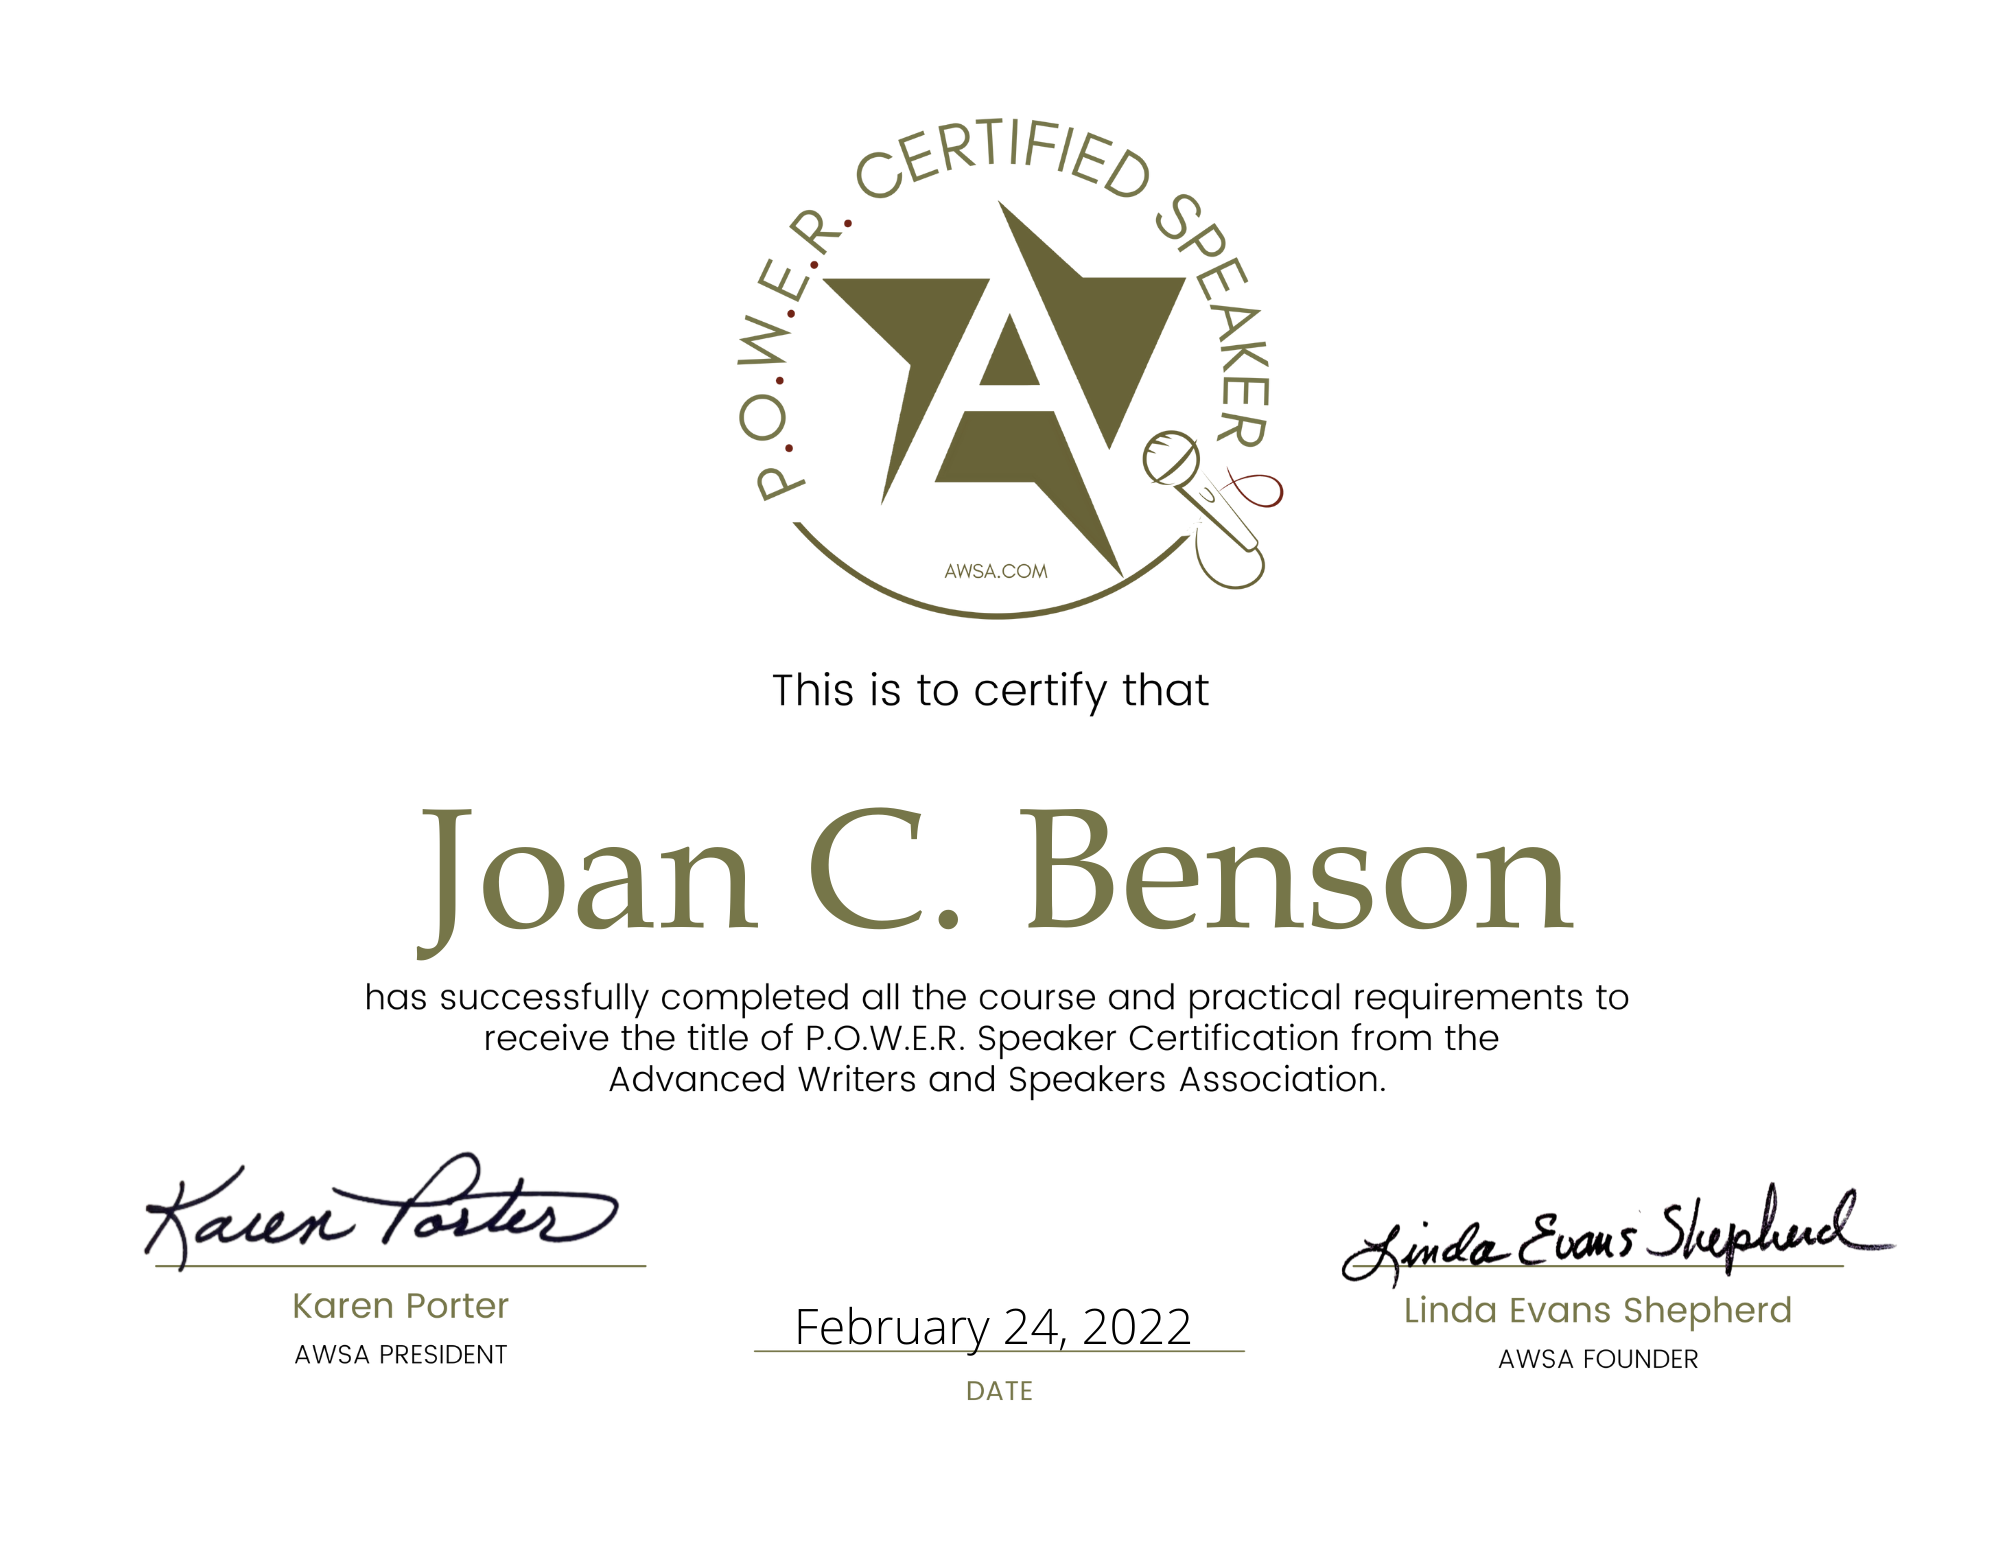 P.O.W.E.R. CERTIFIED SPEAKER
A
AWSA.COM
This is to certify that
Joan C. Benson
has successfully completed all the course and practical requirements to
receive the title of P.O.W.E.R. Speaker Certification from the
Advanced Writers and Speakers Association.
Karen Porter
Karen Porter
AWSA PRESIDENT
February 24, 2022
DATE
Linda Evans Shepherd
Linda Evans Shepherd
AWSA FOUNDER